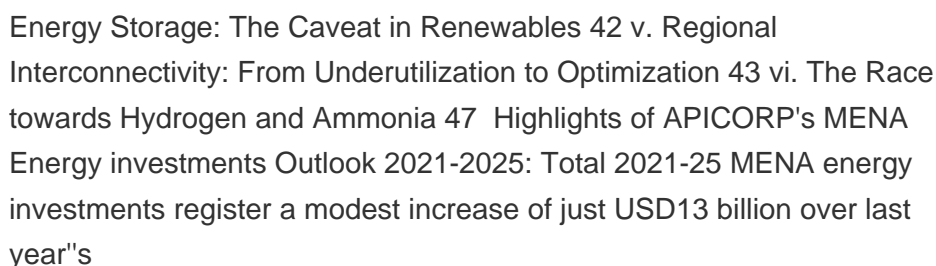 Energy Storage: The Caveat in Renewables 42 v. Regional
Interconnectivity: From Underutilization to Optimization 43 vi. The Race
towards Hydrogen and Ammonia 47  Highlights of APICORP's MENA
Energy investments Outlook 2021-2025: Total 2021-25 MENA energy
investments register a modest increase of just USD13 billion over last
year"s